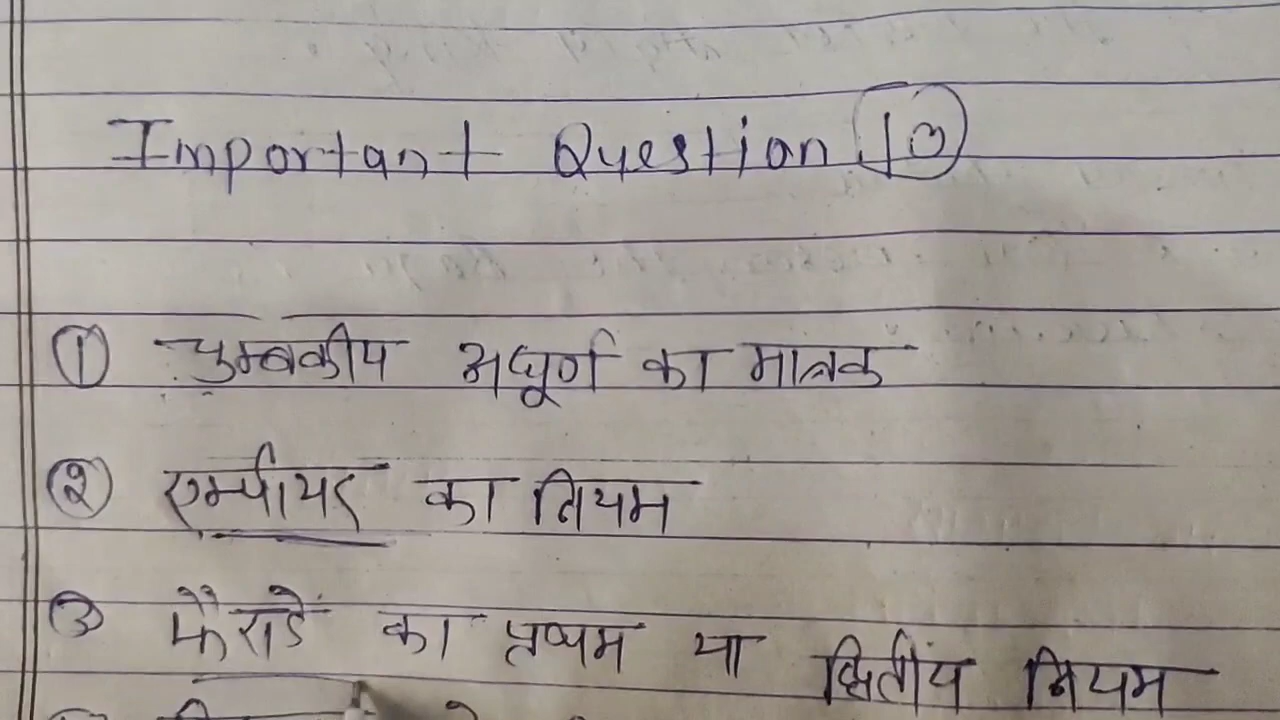 Important Question 10
① चुम्बकीय अघूर्ण का मात्रक
② एम्पीयर का नियम
③ फैराडें का प्रथम या द्वितीय नियम